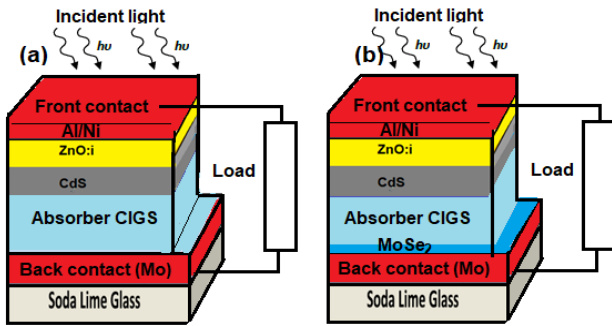 Incident light
(a)
hυ
hυ
Front contact
Al/Ni
ZnO:i
CdS
Absorber CIGS
Back contact (Mo)
Soda Lime Glass
Load
Incident light
(b)
hυ
hυ
Front contact
Al/Ni
ZnO:i
CdS
Absorber CIGS
MoSe2
Back contact (Mo)
Soda Lime Glass
Load